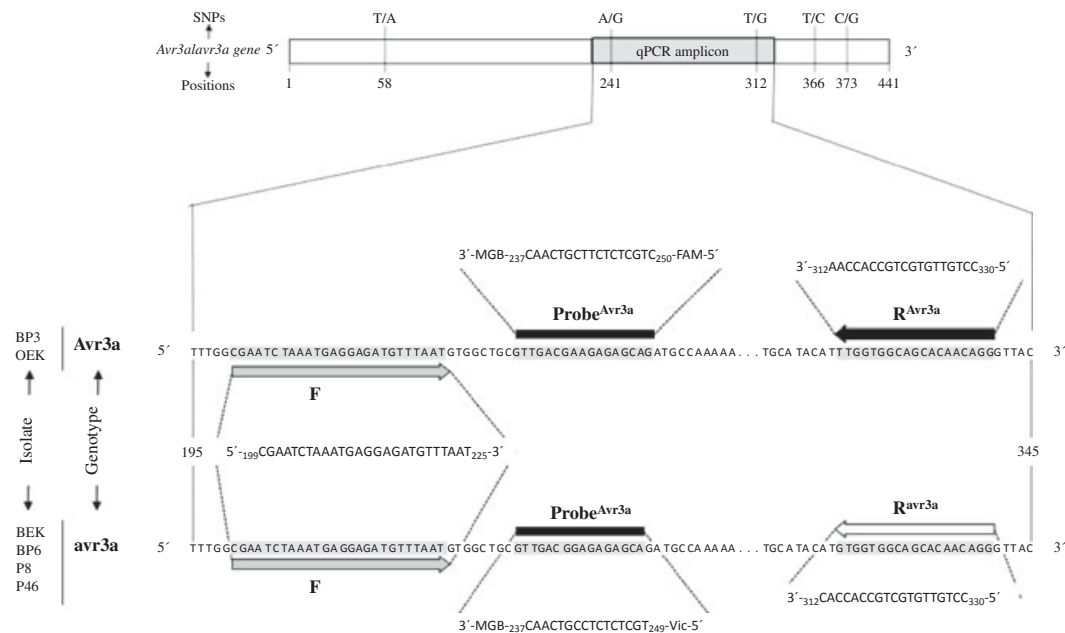 SNPs T/A A/G T/G T/C C/G
Avr3alavr3a gene 5´ qPCR amplicon 3´
Positions 1 58 241 312 366 373 441
3´-MGB-237CAACTGCTTCTCTCGTC250-FAM-5´
3´-312AACCACCGTCGTGTTGTCC330-5´
ProbeAvr3a
RAvr3a
BP3
OEK
Avr3a
5´ TTTGGCGAATCTAAATGAGGAGATGTTTAATGTGGCTGCGTTGACGAAGAGAGCAGATGCCAAAAA...TGCATACATTTGGTGGCAGCACAACAGGGTTAC 3´
F
Isolate
Genotype
195 5´-199CGAATCTAAATGAGGAGATGTTTAAT225-3´ 345
ProbeAvr3a
Ravr3a
BEK
BP6
P8
P46
avr3a
5´ TTTGGCGAATCTAAATGAGGAGATGTTTAATGTGGCTGCGTTGACGGAGAGAGCAGATGCCAAAAA...TGCATACATGTGGTGGCAGCACAACAGGGTTAC 3´
F
3´-312CACCACCGTCGTGTTGTCC330-5´
3´-MGB-237CAACTGCCTCTCTCGT249-Vic-5´